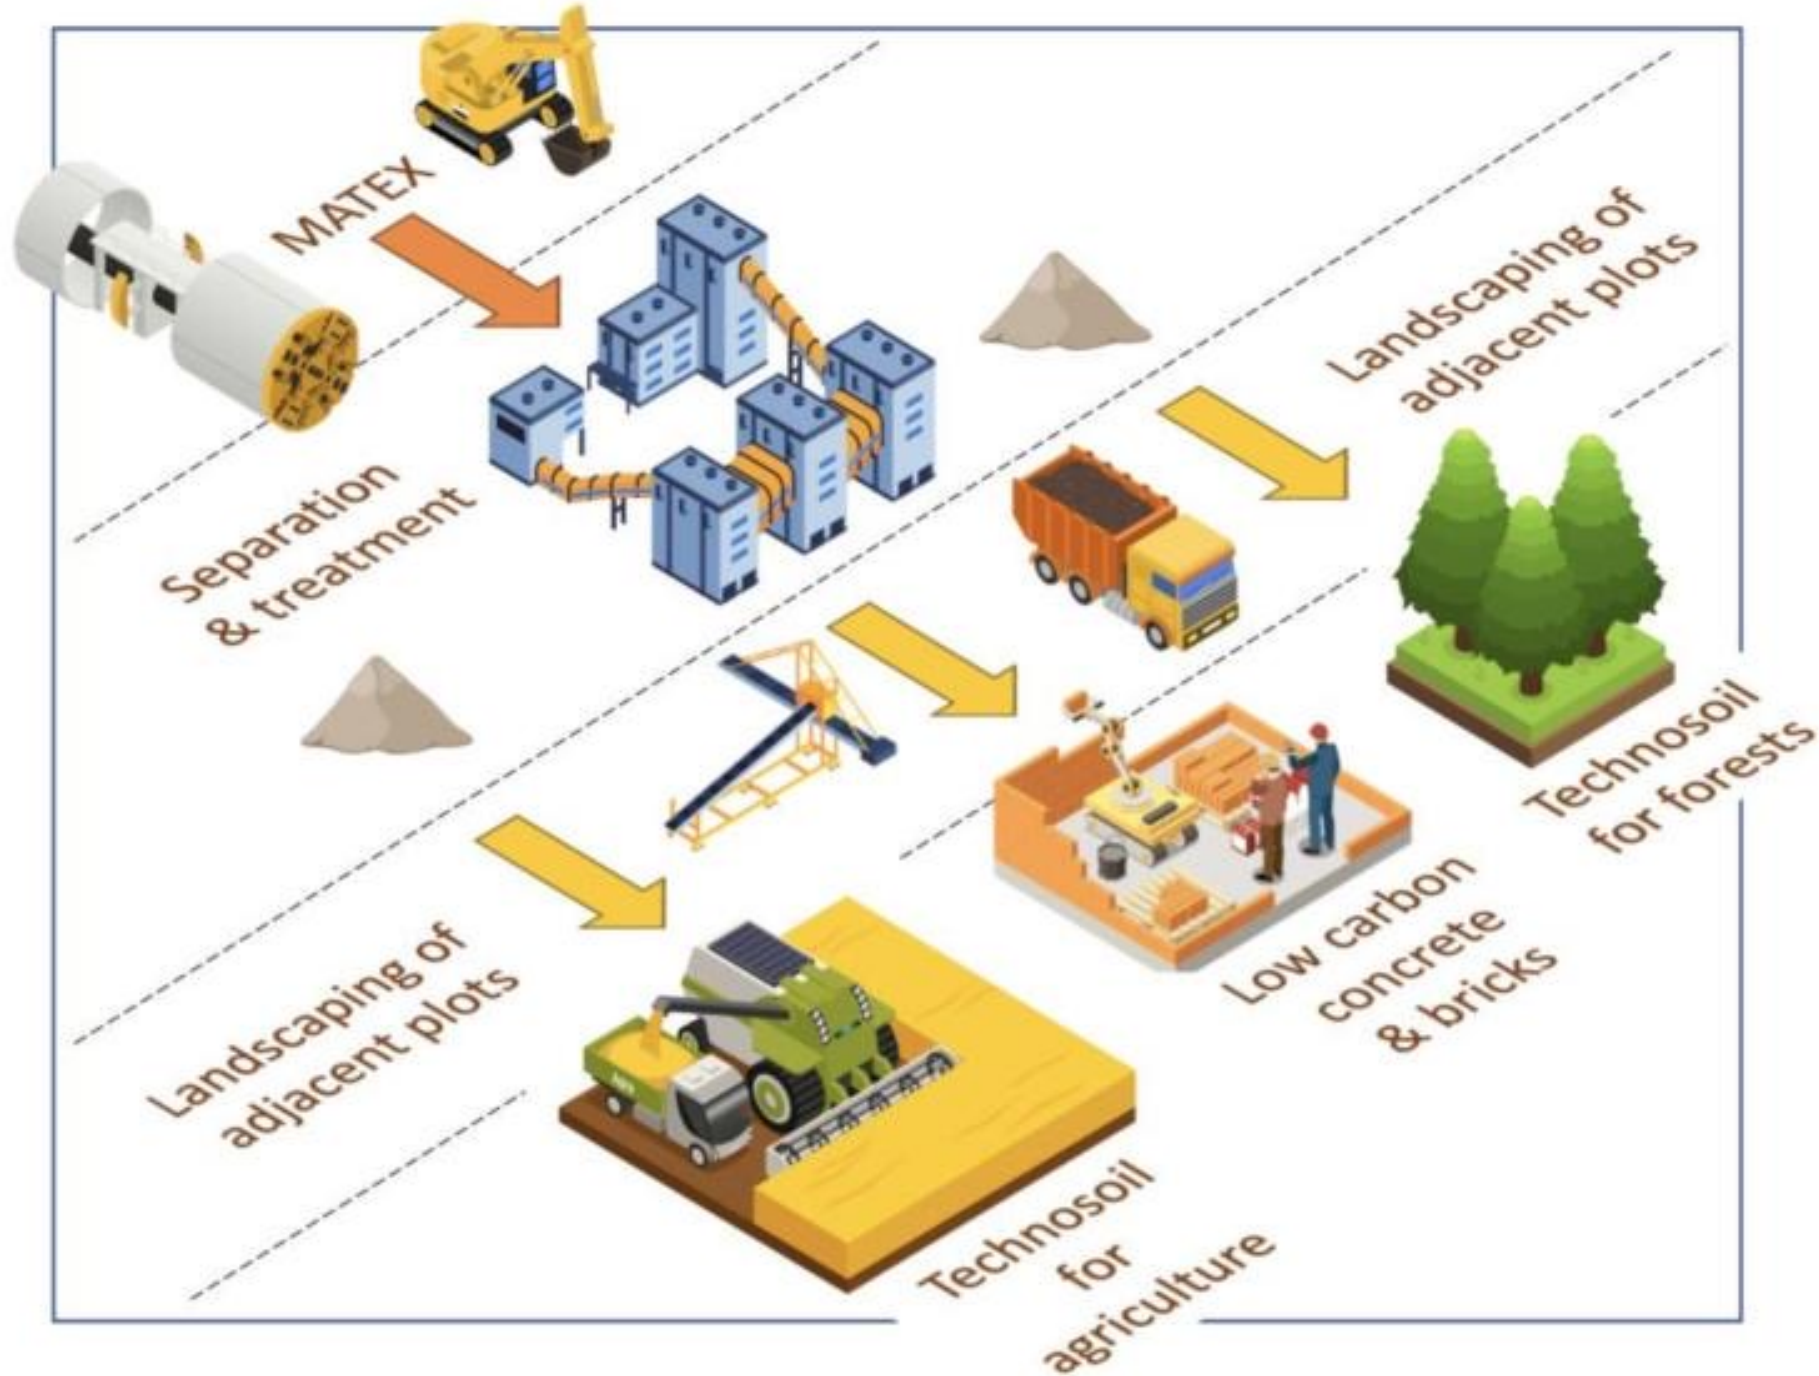 MATEX
Separation
& treatment
Landscaping of
adjacent plots
Landscaping of
adjacent plots
Technosoil
for forests
Low carbon
concrete
& bricks
Technosoil
for
agriculture